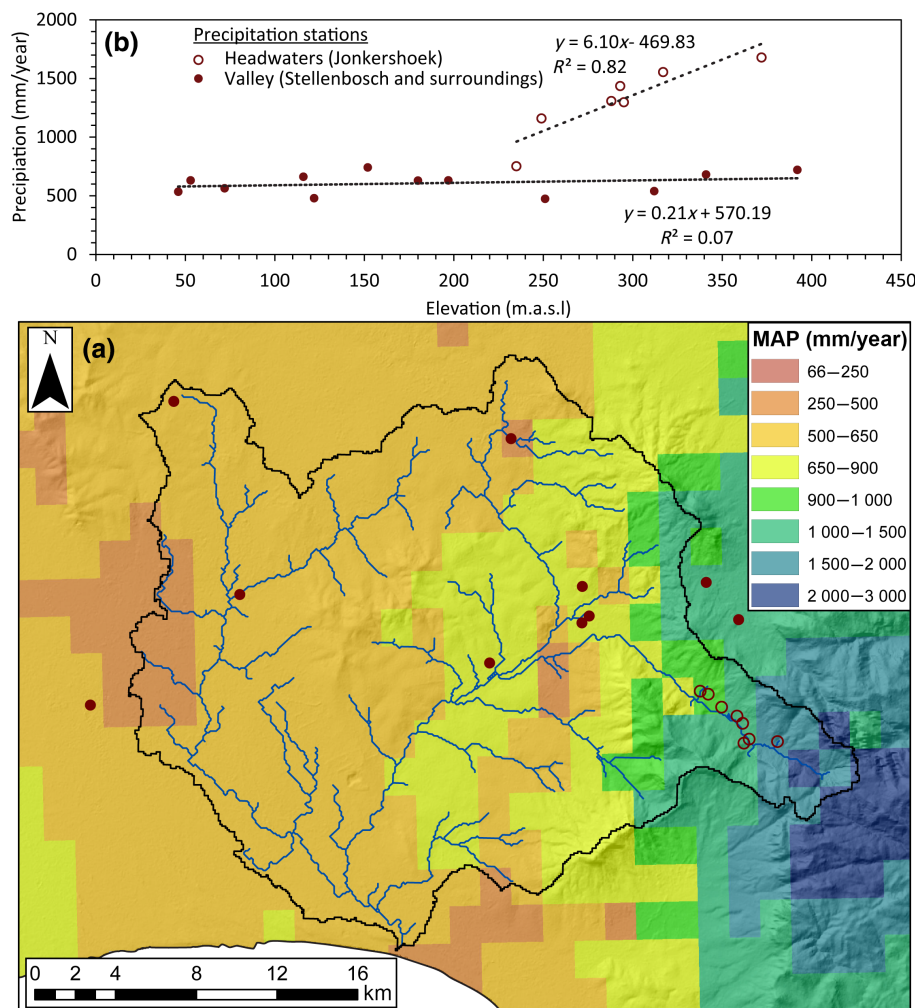 2000
(b)
Precipitation stations
Headwaters (Jonkershoek)
Valley (Stellenbosch and surroundings)
y = 6.10x- 469.83
R² = 0.82
1500
1000
500
0
Precipiation (mm/year)
y = 0.21x + 570.19
R² = 0.07
0 50 100 150 200 250 300 350 400 450
Elevation (m.a.s.l)
N
(a)
MAP (mm/year)
66–250
250–500
500–650
650–900
900–1 000
1 000–1 500
1 500–2 000
2 000–3 000
0 2 4 8 12 16
km